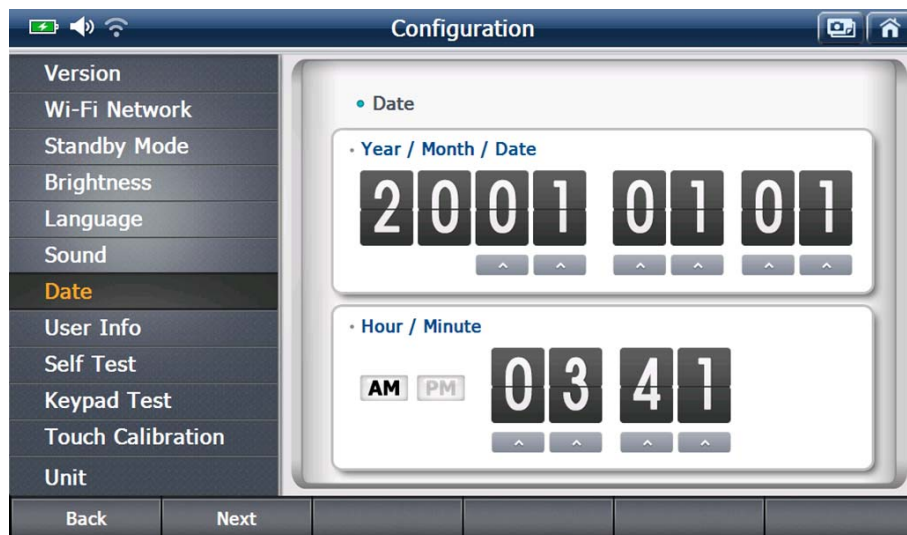 Configuration
Version
Wi-Fi Network
Standby Mode
Brightness
Language
Sound
Date
User Info
Self Test
Keypad Test
Touch Calibration
Unit
• Date
• Year / Month / Date
2001 01 01
• Hour / Minute
AM PM 03 41
Back Next